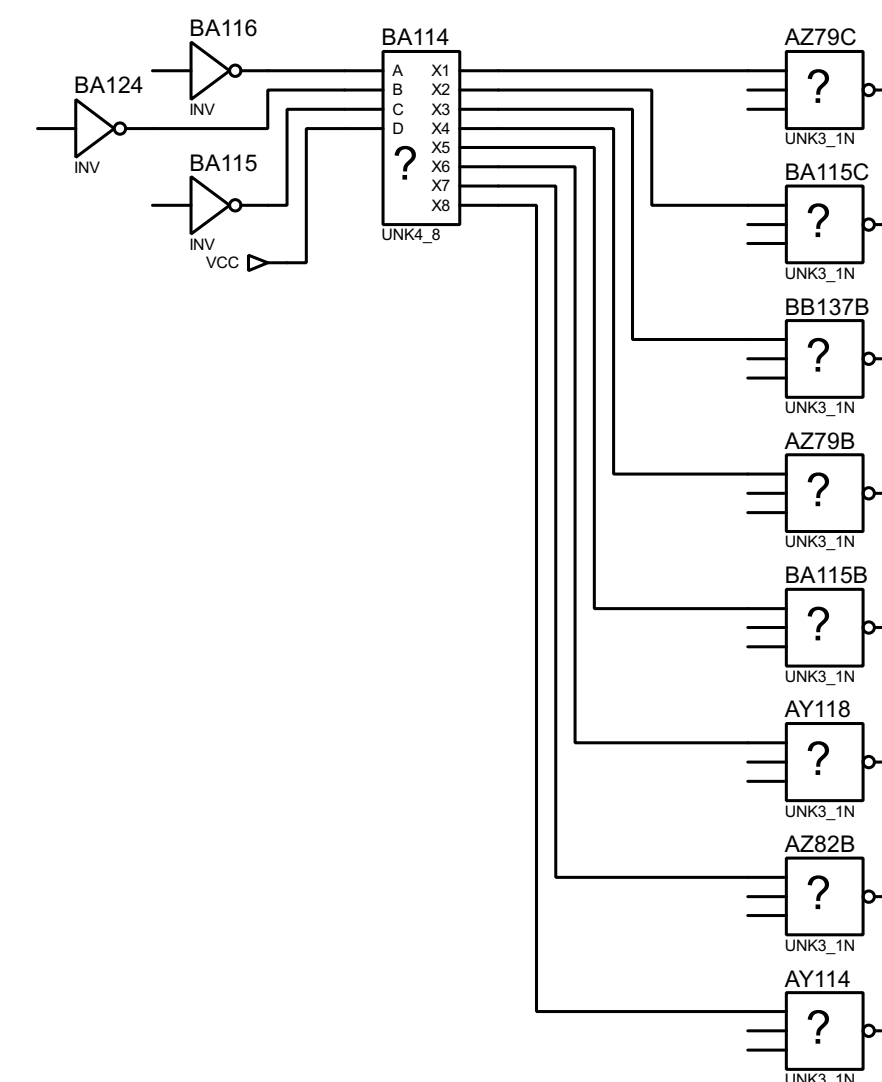 BA116
INV
BA124
INV
BA115
INV
VCC
BA114
A X1
B X2
C X3
D X4
X5
? X6
X7
X8
UNK4_8
AZ79C
?
UNK3_1N
BA115C
?
UNK3_1N
BB137B
?
UNK3_1N
AZ79B
?
UNK3_1N
BA115B
?
UNK3_1N
AY118
?
UNK3_1N
AZ82B
?
UNK3_1N
AY114
?
UNK3_1N